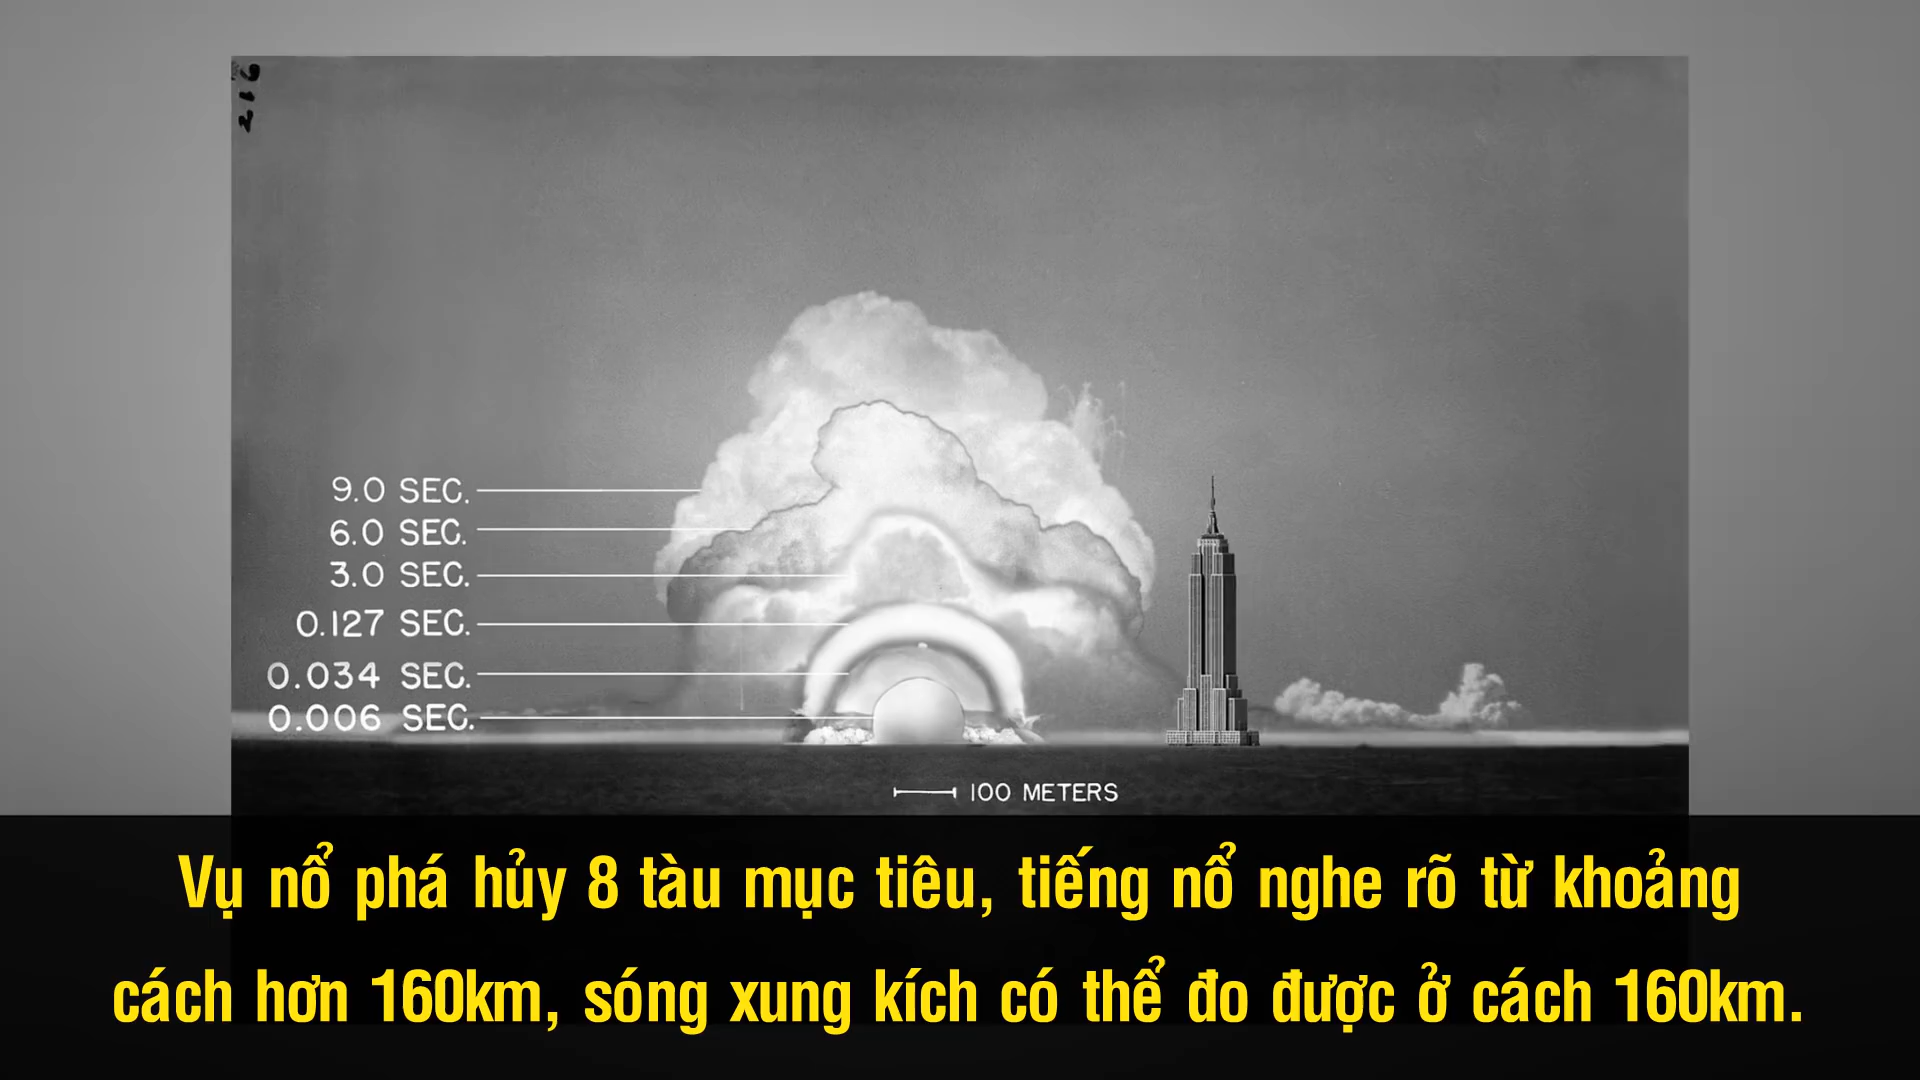 216
9.0 SEC.
6.0 SEC.
3.0 SEC.
0.127 SEC.
0.034 SEC.
0.006 SEC.
100 METERS
Vụ nổ phá hủy 8 tàu mục tiêu, tiếng nổ nghe rõ từ khoảng
cách hơn 160km, sóng xung kích có thể đo được ở cách 160km.